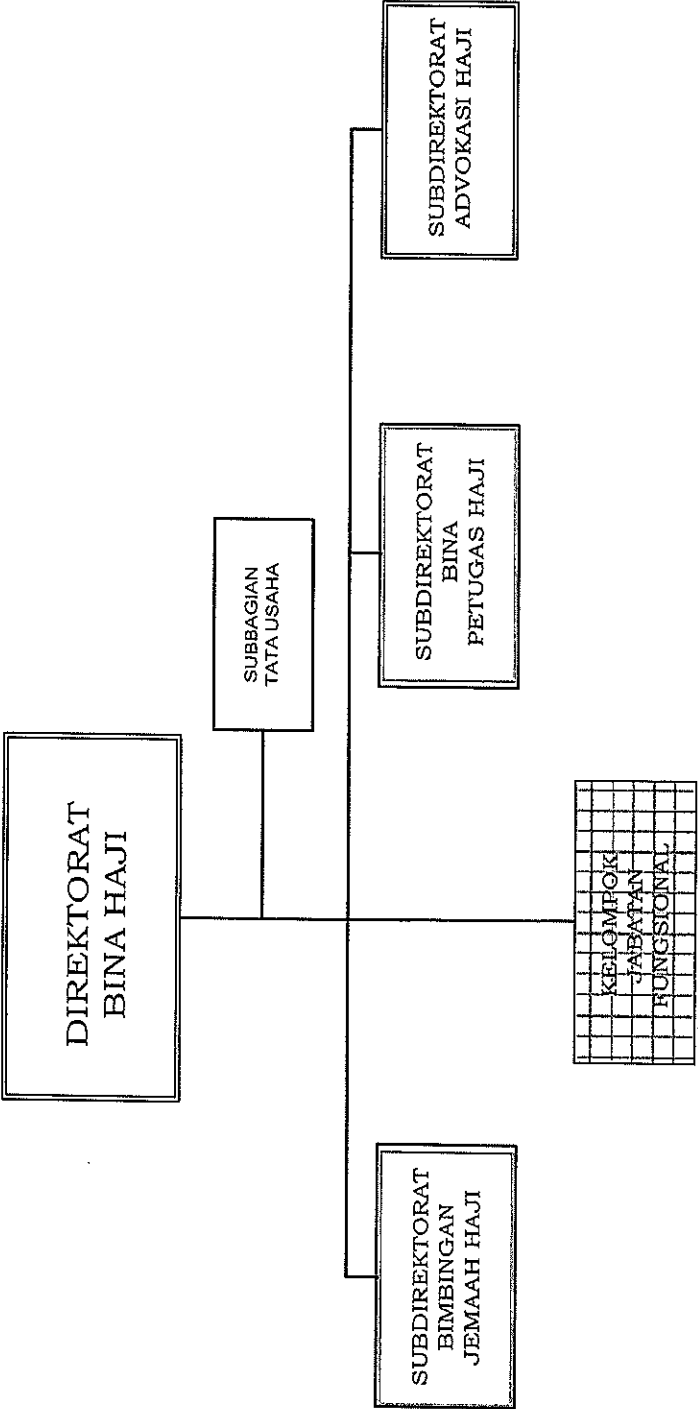 DIREKTORAT
BINA HAJI
SUBBAGIAN
TATA USAHA
SUBDIREKTORAT
BIMBINGAN
JEMAAH HAJI
SUBDIREKTORAT
BINA
PETUGAS HAJI
SUBDIREKTORAT
ADVOKASI HAJI
KELOMPOK
JABATAN
FUNGSIONAL